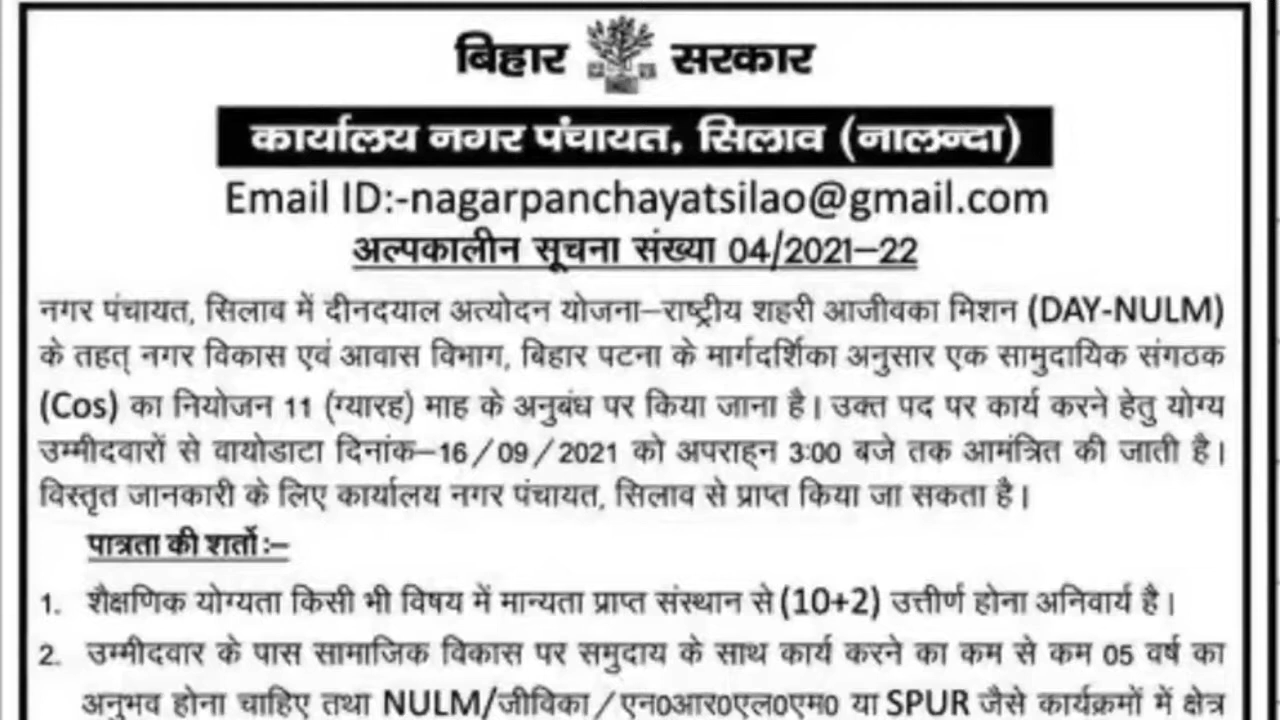 बिहार सरकार
कार्यालय नगर पंचायत, सिलाव (नालन्दा)
Email ID:-nagarpanchayatsilao@gmail.com
अल्पकालीन सूचना संख्या 04/2021–22
नगर पंचायत, सिलाव में दीनदयाल अत्योदन योजना–राष्ट्रीय शहरी आजीवका मिशन (DAY-NULM)
के तहत् नगर विकास एवं आवास विभाग, बिहार पटना के मार्गदर्शिका अनुसार एक सामुदायिक संगठक
(Cos) का नियोजन 11 (ग्यारह) माह के अनुबंध पर किया जाना है। उक्त पद पर कार्य करने हेतु योग्य
उम्मीदवारों से वायोडाटा दिनांक–16/09/2021 को अपराह्न 3:00 बजे तक आमंत्रित की जाती है।
विस्तृत जानकारी के लिए कार्यालय नगर पंचायत, सिलाव से प्राप्त किया जा सकता है।
पात्रता की शर्तो :–
1. शैक्षणिक योग्यता किसी भी विषय में मान्यता प्राप्त संस्थान से (10+2) उत्तीर्ण होना अनिवार्य है।
2. उम्मीदवार के पास सामाजिक विकास पर समुदाय के साथ कार्य करने का कम से कम 05 वर्ष का
अनुभव होना चाहिए तथा NULM/जीविका/एन0आर0एल0एम0 या SPUR जैसे कार्यक्रमों में क्षेत्र